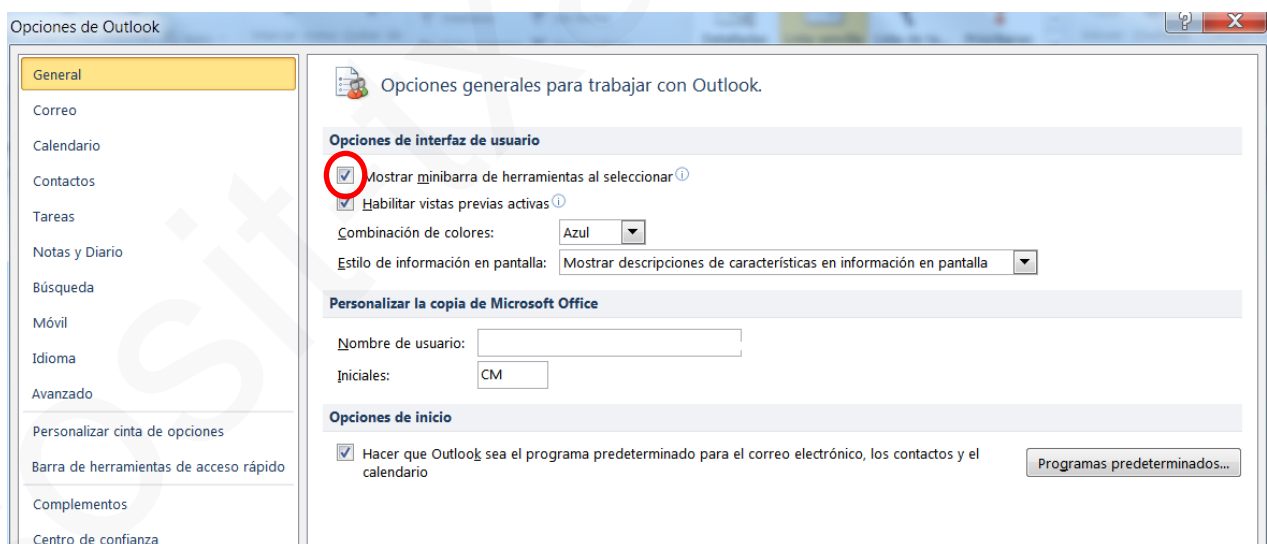 Opciones de Outlook
General
Correo
Calendario
Contactos
Tareas
Notas y Diario
Búsqueda
Móvil
Idioma
Avanzado
Personalizar cinta de opciones
Barra de herramientas de acceso rápido
Complementos
Centro de confianza
Opciones generales para trabajar con Outlook.
Opciones de interfaz de usuario
Mostrar minibarra de herramientas al seleccionar
Habilitar vistas previas activas
Combinación de colores: Azul
Estilo de información en pantalla: Mostrar descripciones de características en información en pantalla
Personalizar la copia de Microsoft Office
Nombre de usuario:
Iniciales: CM
Opciones de inicio
Hacer que Outlook sea el programa predeterminado para el correo electrónico, los contactos y el
calendario
Programas predeterminados...